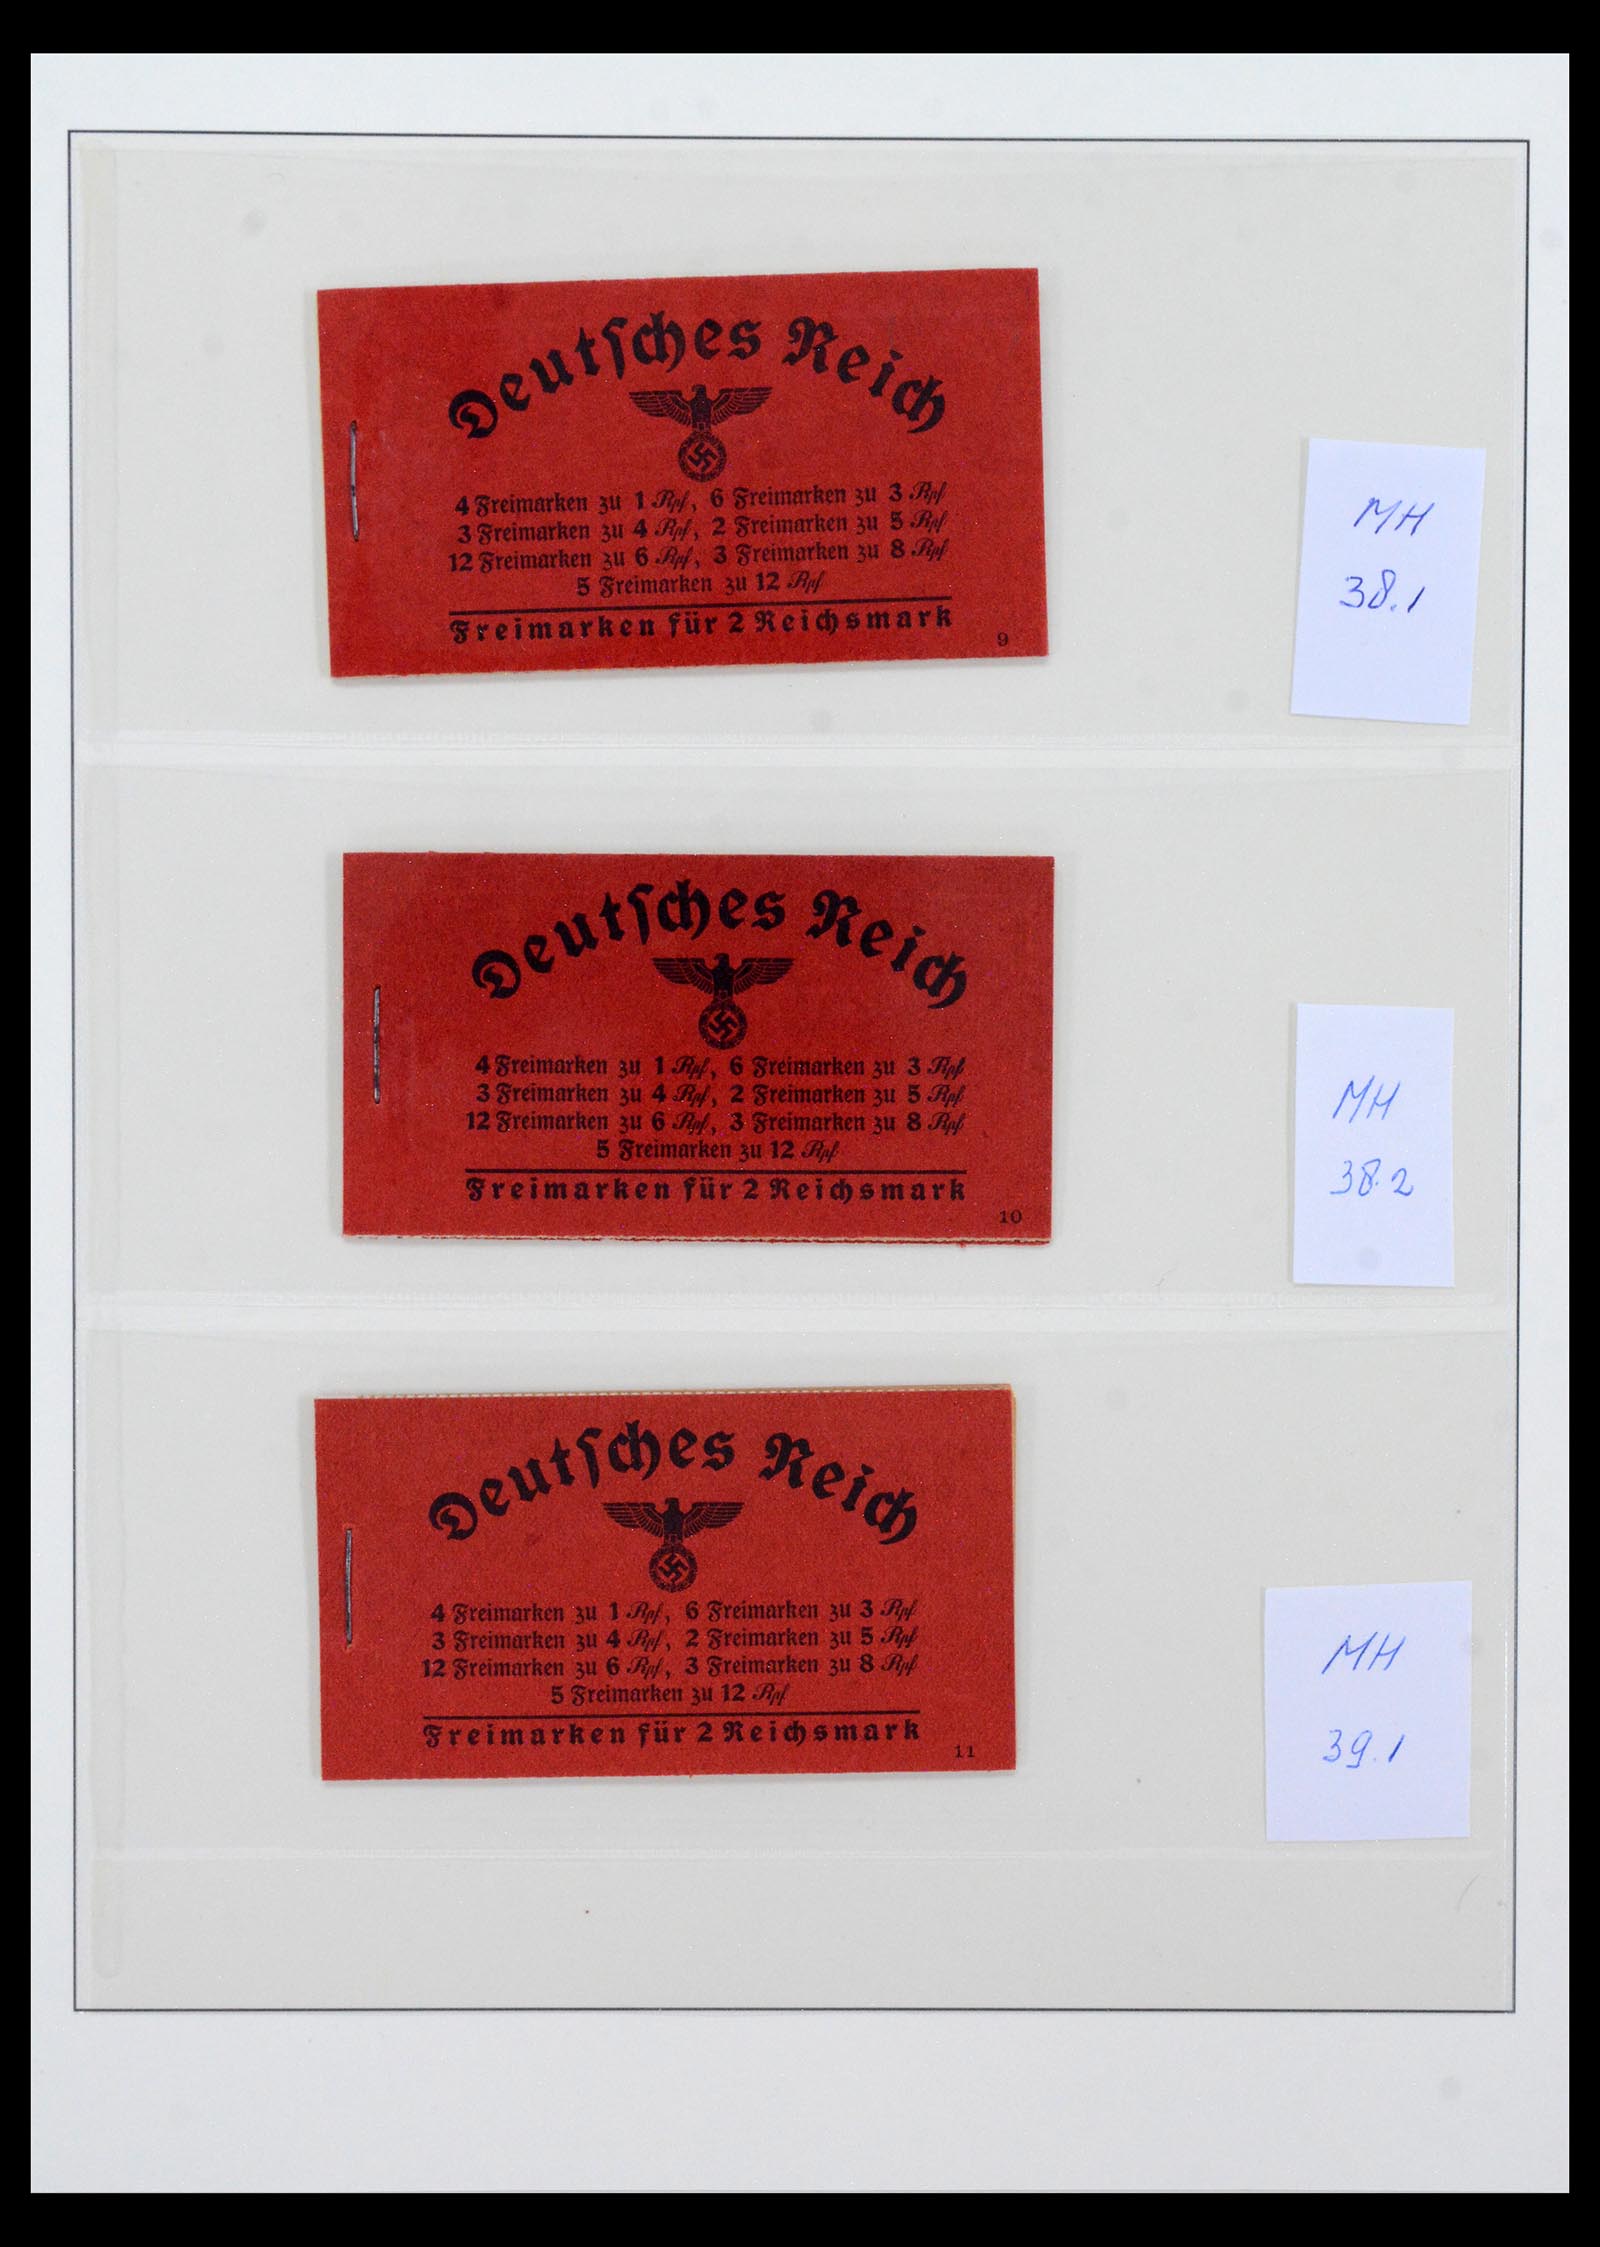 Deutsches Reich
4 Freimarken zu 1 Rpf, 6 Freimarken zu 3 Rpf
3 Freimarken zu 4 Rpf, 2 Freimarken zu 5 Rpf
12 Freimarken zu 6 Rpf, 3 Freimarken zu 8 Rpf
5 Freimarken zu 12 Rpf
Freimarken für 2 Reichsmark
9
MH
38.1
Deutsches Reich
4 Freimarken zu 1 Rpf, 6 Freimarken zu 3 Rpf
3 Freimarken zu 4 Rpf, 2 Freimarken zu 5 Rpf
12 Freimarken zu 6 Rpf, 3 Freimarken zu 8 Rpf
5 Freimarken zu 12 Rpf
Freimarken für 2 Reichsmark
10
MH
38.2
Deutsches Reich
4 Freimarken zu 1 Rpf, 6 Freimarken zu 3 Rpf
3 Freimarken zu 4 Rpf, 2 Freimarken zu 5 Rpf
12 Freimarken zu 6 Rpf, 3 Freimarken zu 8 Rpf
5 Freimarken zu 12 Rpf
Freimarken für 2 Reichsmark
11
MH
39.1